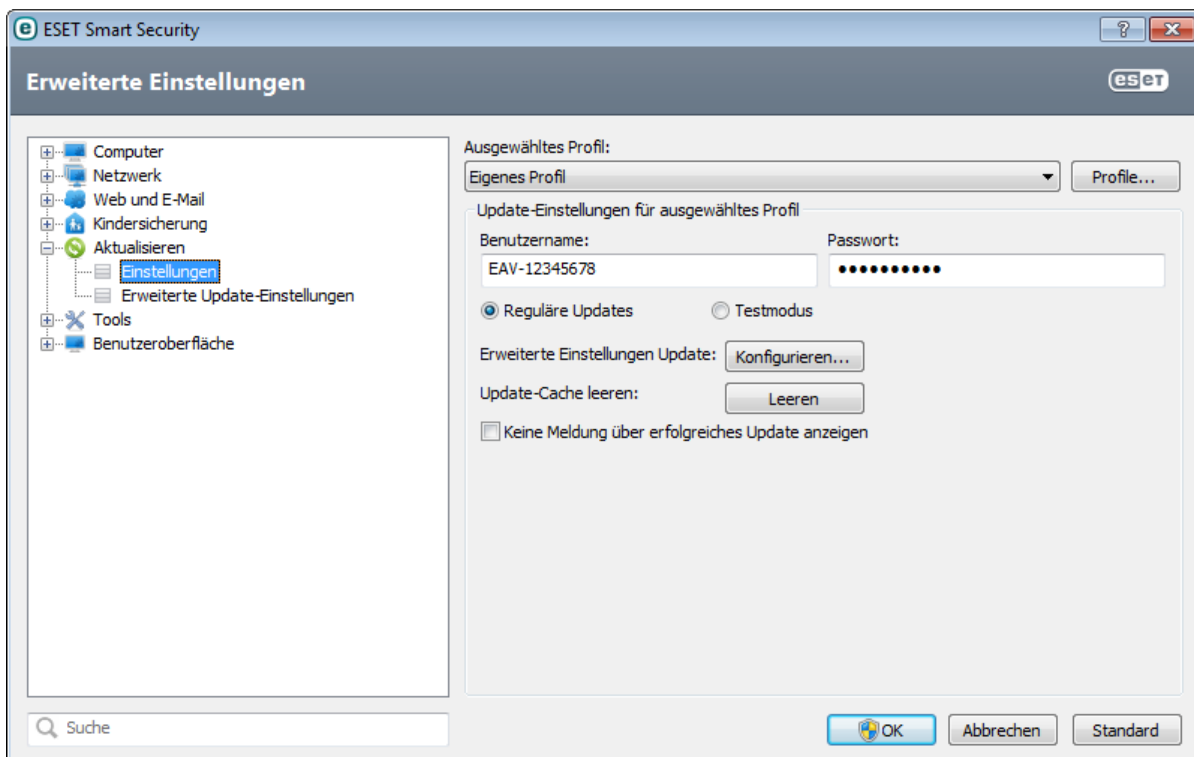 ESET Smart Security
Erweiterte Einstellungen
eseT
Computer
Netzwerk
Web und E-Mail
Kindersicherung
Aktualisieren
Einstellungen
Erweiterte Update-Einstellungen
Tools
Benutzeroberfläche
Suche
Ausgewähltes Profil:
Eigenes Profil
Profile...
Update-Einstellungen für ausgewähltes Profil
Benutzername: Passwort:
EAV-12345678 ●●●●●●●●●●
Reguläre Updates Testmodus
Erweiterte Einstellungen Update: Konfigurieren...
Update-Cache leeren: Leeren
Keine Meldung über erfolgreiches Update anzeigen
OK Abbrechen Standard